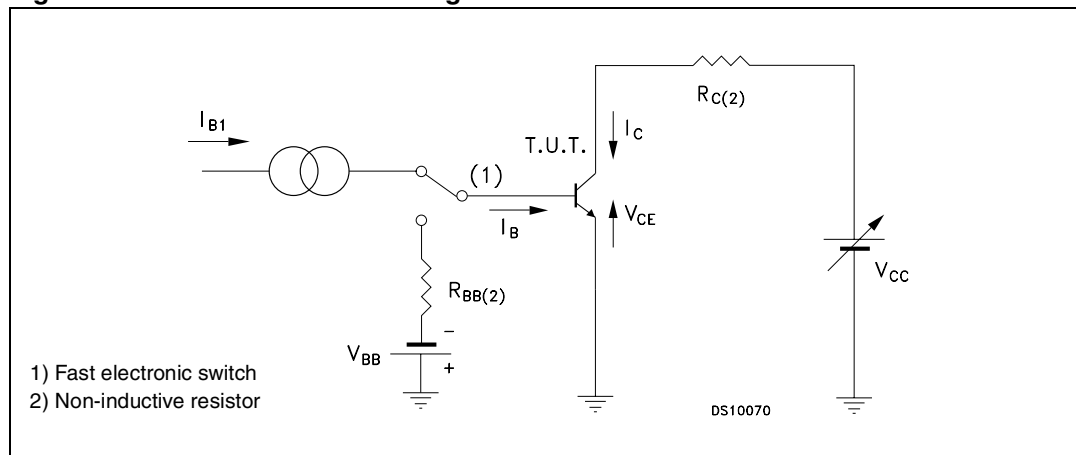 I_B1
(1)
I_B
T.U.T.
I_C
V_CE
R_C(2)
V_CC
R_BB(2)
V_BB
-
+
1) Fast electronic switch
2) Non-inductive resistor
DS10070